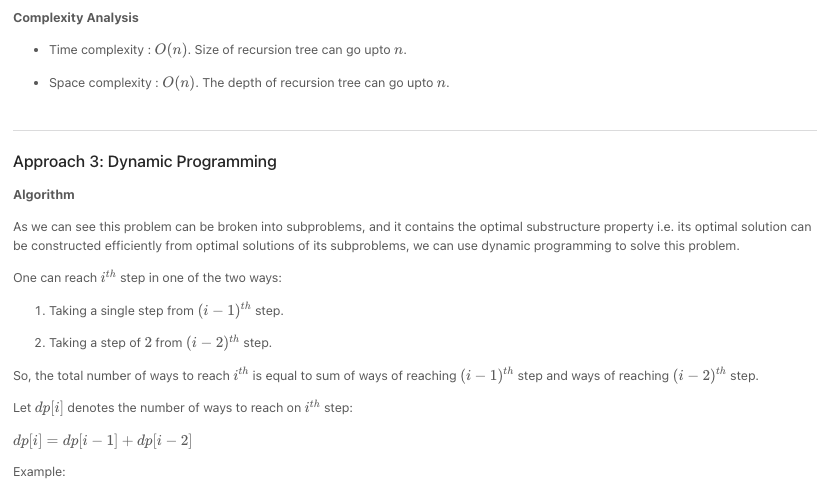 Complexity Analysis
• Time complexity : O(n). Size of recursion tree can go upto n.
• Space complexity : O(n). The depth of recursion tree can go upto n.
Approach 3: Dynamic Programming
Algorithm
As we can see this problem can be broken into subproblems, and it contains the optimal substructure property i.e. its optimal solution can
be constructed efficiently from optimal solutions of its subproblems, we can use dynamic programming to solve this problem.
One can reach i^{th} step in one of the two ways:
1. Taking a single step from (i − 1)^{th} step.
2. Taking a step of 2 from (i − 2)^{th} step.
So, the total number of ways to reach i^{th} is equal to sum of ways of reaching (i − 1)^{th} step and ways of reaching (i − 2)^{th} step.
Let dp[i] denotes the number of ways to reach on i^{th} step:
dp[i] = dp[i − 1] + dp[i − 2]
Example: